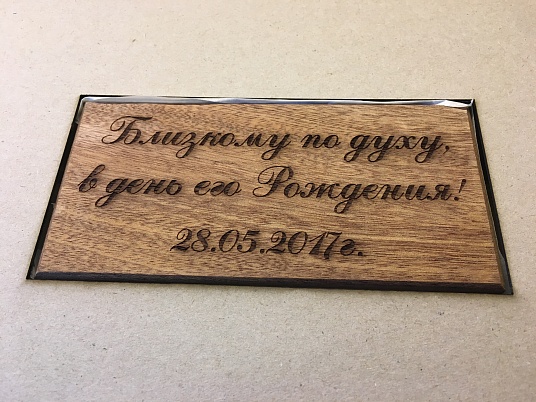 Близкому по духу,
в день его Рождения!
28.05.2017г.